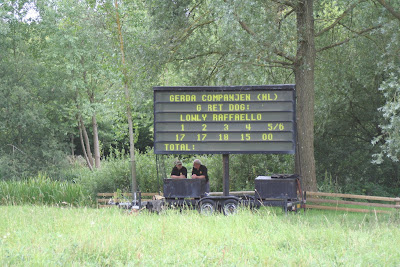 GERDA COMPANJEN (NL)
G RET DOG:
LOWLY RAFFAELLO
1 2 3 4 5/6
17 17 18 15 00
TOTAL: